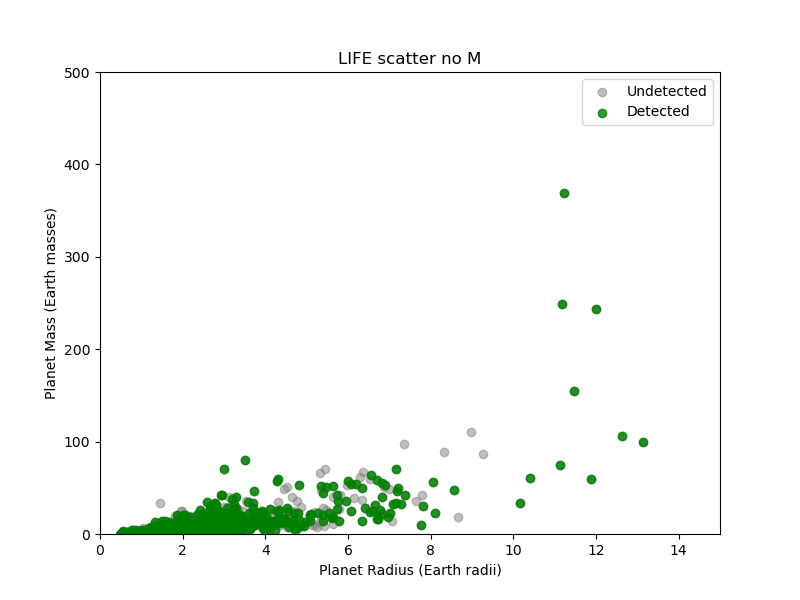 LIFE scatter no M
Undetected
Detected
500
400
300
200
100
0
Planet Mass (Earth masses)
0 2 4 6 8 10 12 14
Planet Radius (Earth radii)